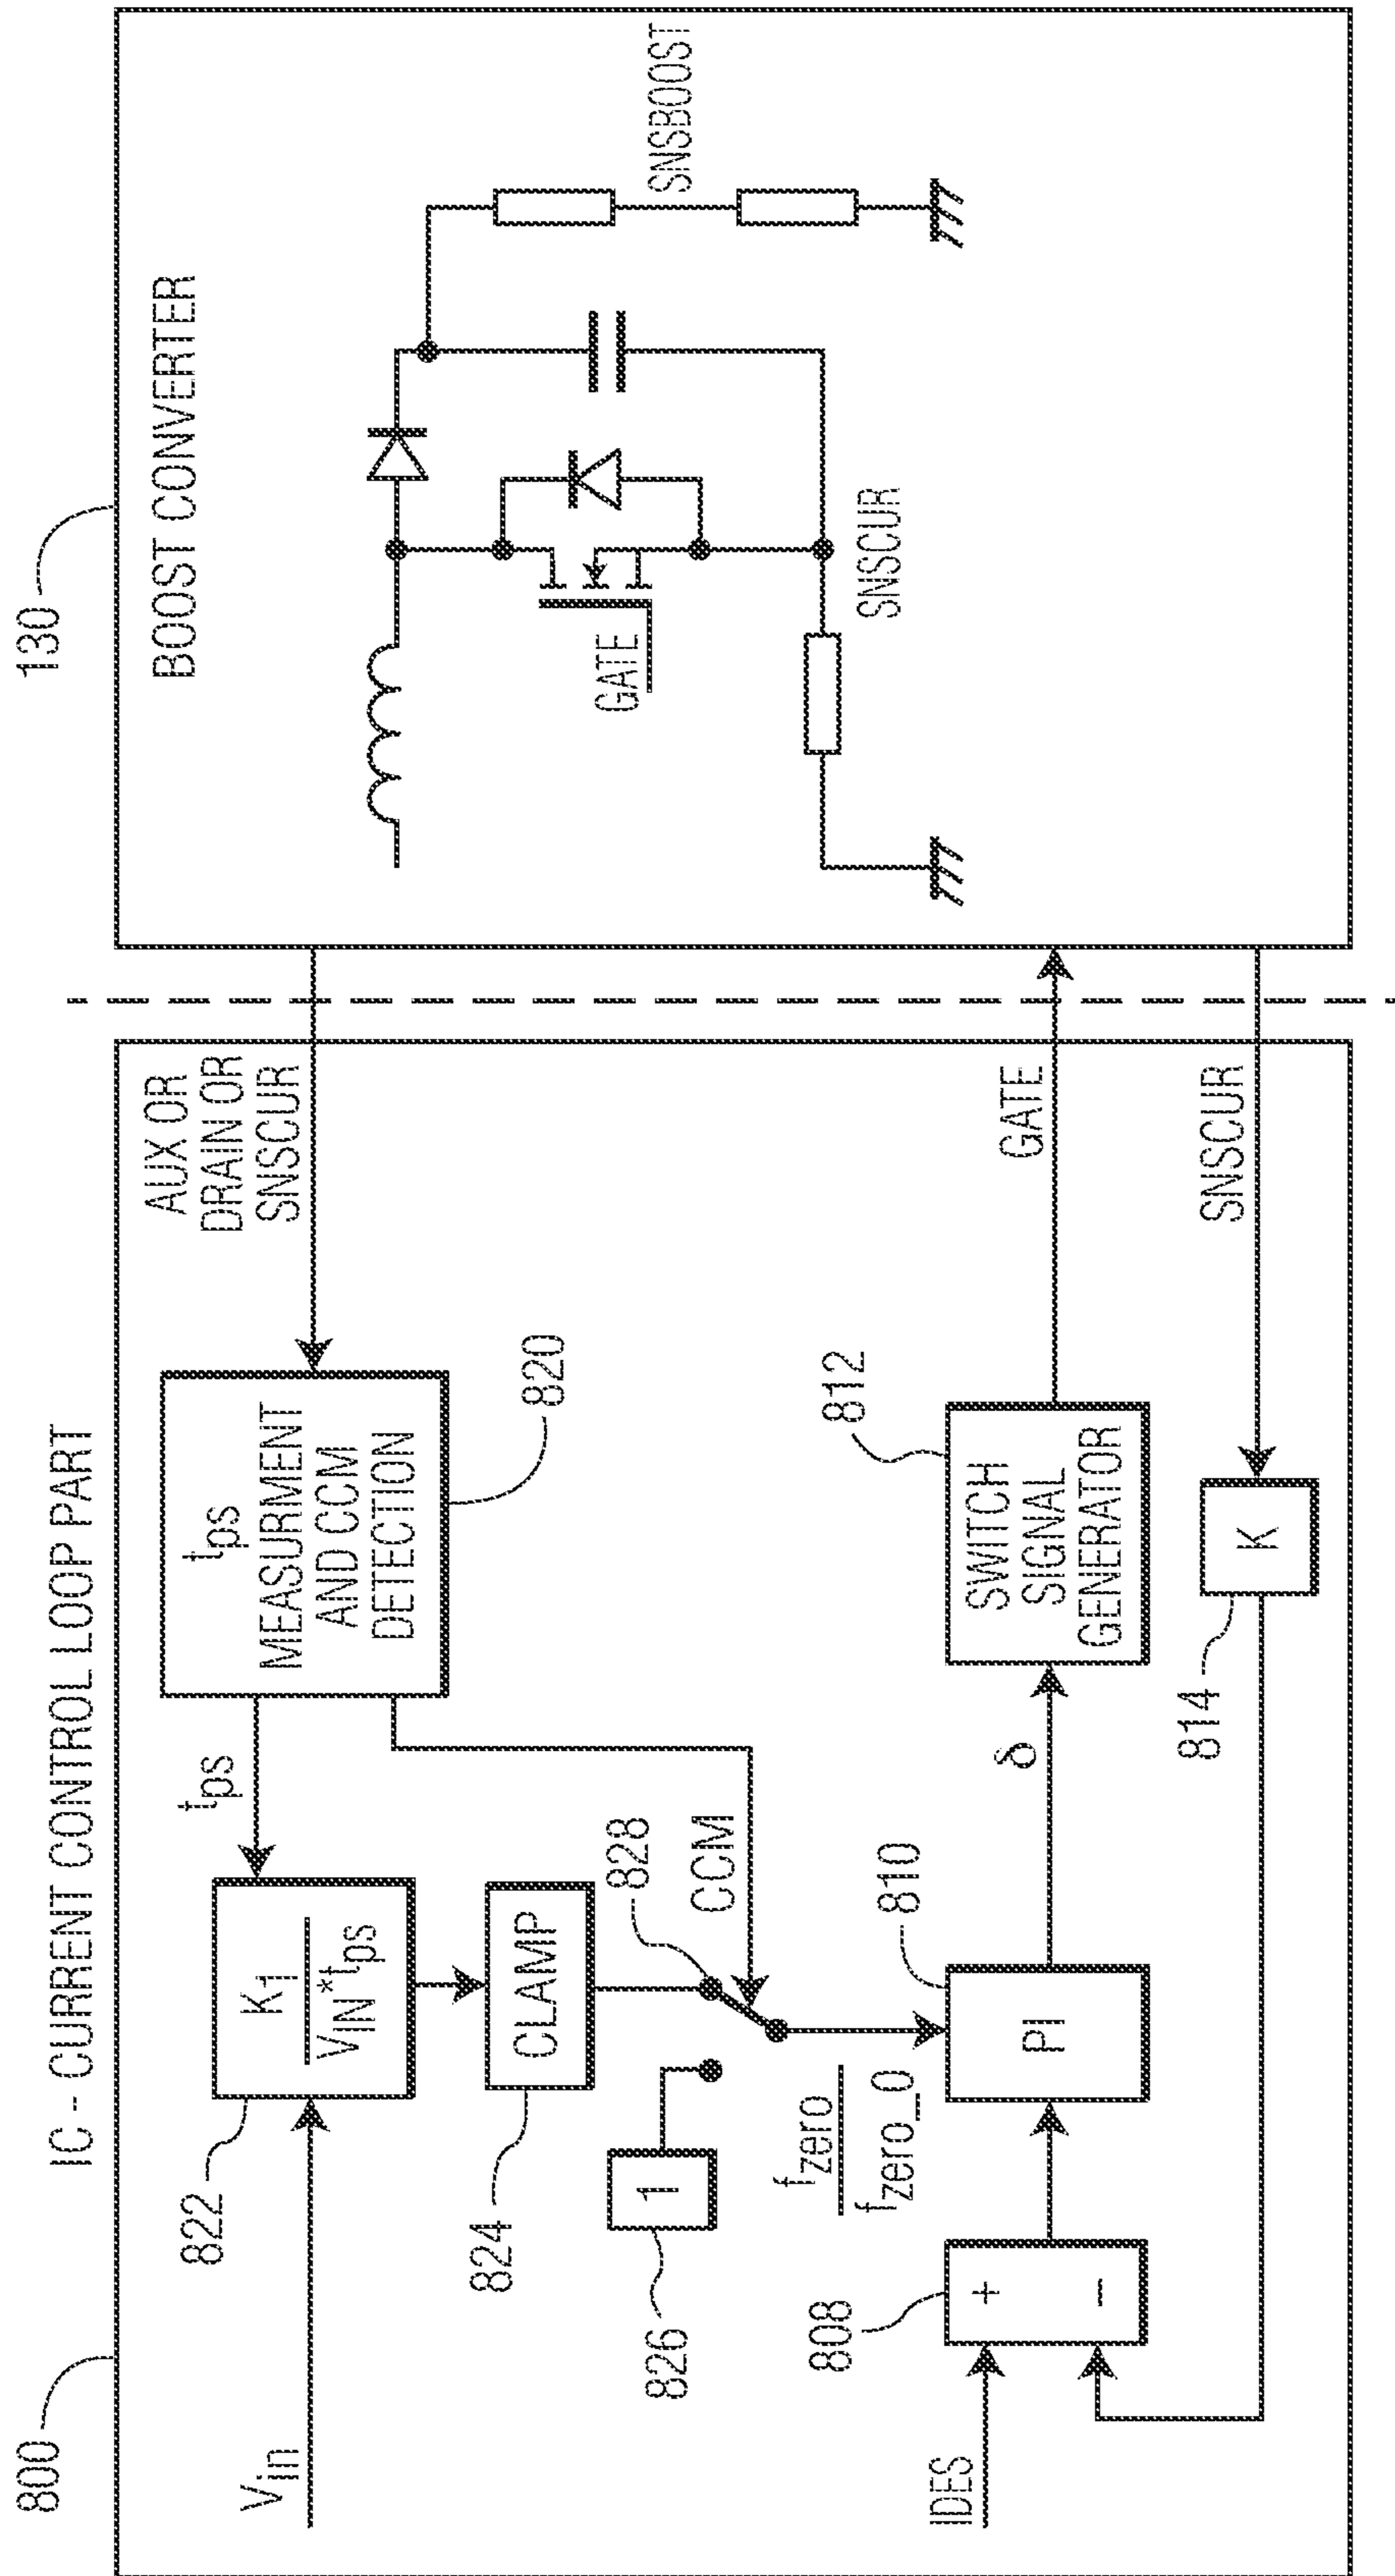 800
IC - CURRENT CONTROL LOOP PART
130
BOOST CONVERTER
V_in
822
K_1
V_IN*t_ps
t_ps
t_ps
MEASURMENT
AND CCM
DETECTION
820
AUX OR
DRAIN OR
SNSCUR
824
CLAMP
828
CCM
826
1
f_zero
f_zero_0
IDES
808
+
−
810
PI
δ
812
SWITCH
SIGNAL
GENERATOR
GATE
814
K
SNSCUR
GATE
SNSCUR
SNSBOOST